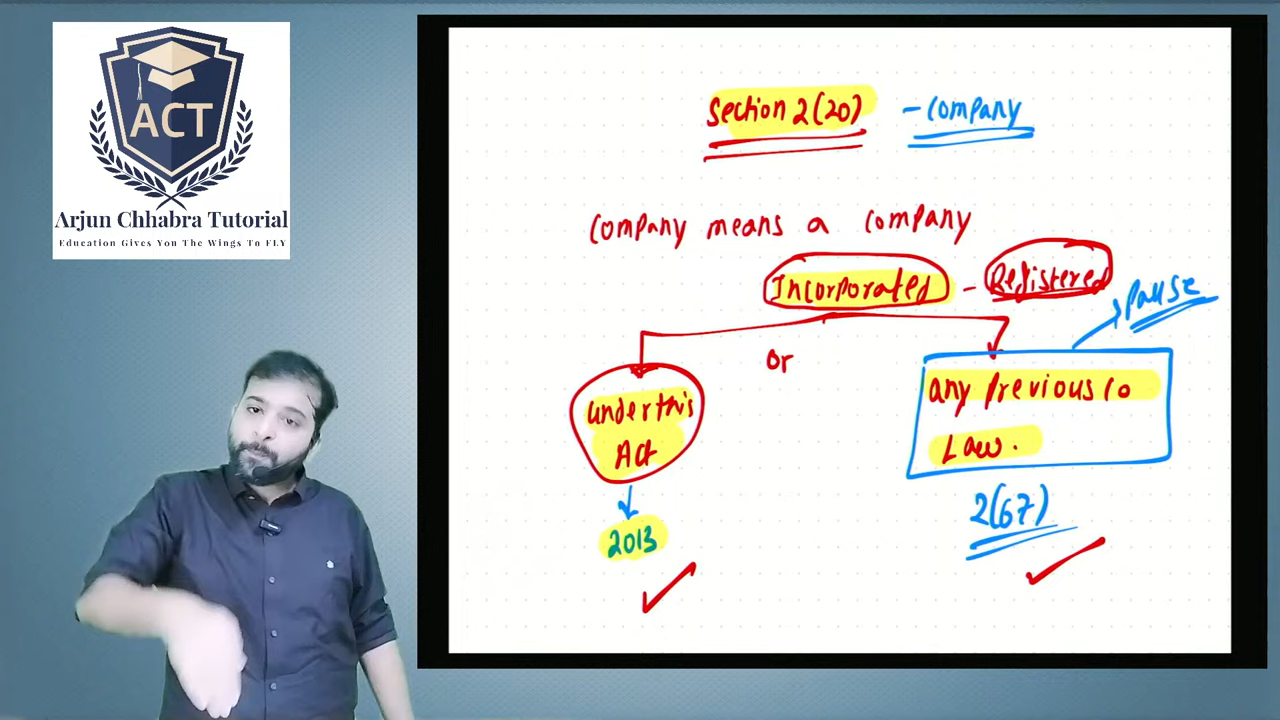 ACT
Arjun Chhabra Tutorial
Education Gives You The Wings To FLY
Section 2(20) - Company
Company means a company
Incorporated - Registered
Pause
or
under this
Act
2013
any previous co
Law.
2(67)